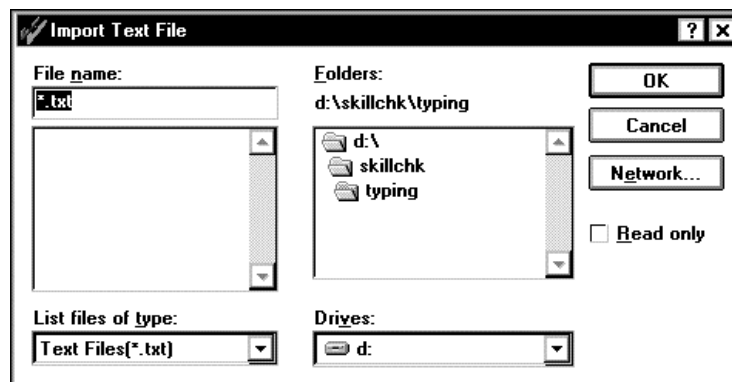 Import Text File
File name:
*.txt
Folders:
d:\skillchk\typing
d:\
skillchk
typing
OK
Cancel
Network...
Read only
List files of type:
Text Files(*.txt)
Drives:
d: